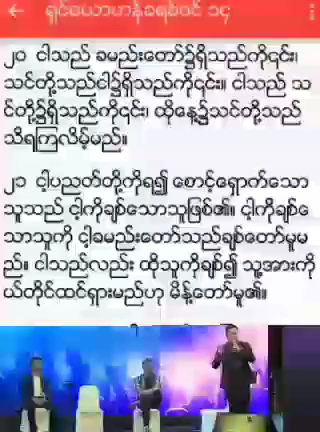 ရှင်ယောဟန်ခရစ်ဝင် ၁၄
၂၀ ငါသည် ခမည်းတော်၌ရှိသည်ကို၎င်း၊
သင်တို့သည်ငါ၌ရှိသည်ကို၎င်း။ ငါသည် သ
င်တို့၌ရှိသည်ကို၎င်း၊ ထိုနေ့၌သင်တို့သည်
သိရကြလိမ့်မည်။
၂၁ ငါ့ပညတ်တို့ကိုရ၍ စောင့်ရှောက်သော
သူသည် ငါ့ကိုချစ်သောသူဖြစ်၏။ ငါ့ကိုချစ်သေ
ာသူကို ငါ့ခမည်းတော်သည်ချစ်တော်မူမ
ည်။ ငါသည်လည်း ထိုသူကိုချစ်၍ သူ့အားကို
ယ်တိုင်ထင်ရှားမည်ဟု မိန့်တော်မူ၏။